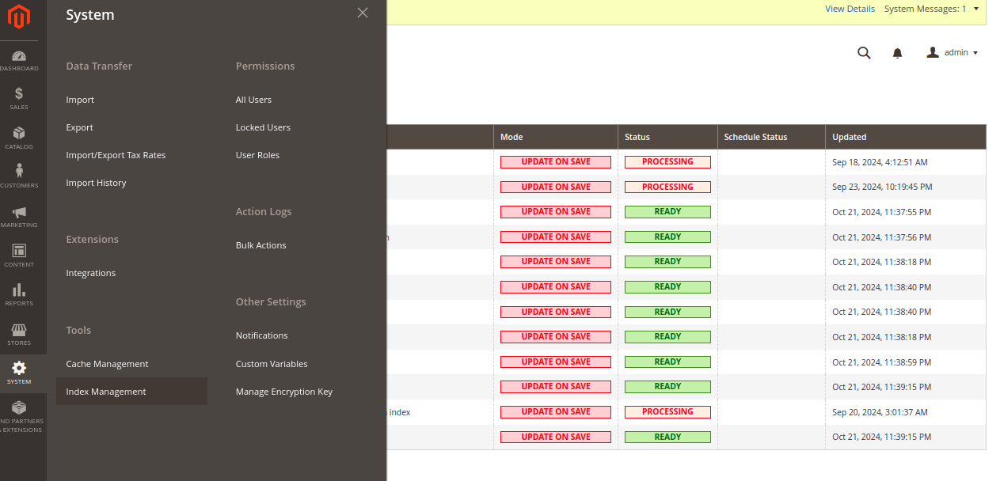 View Details System Messages: 1
admin
DASHBOARD
SALES
CATALOG
CUSTOMERS
MARKETING
CONTENT
REPORTS
STORES
SYSTEM
PARTNERS
EXTENSIONS
System
Data Transfer
Import
Export
Import/Export Tax Rates
Import History
Extensions
Integrations
Tools
Cache Management
Index Management
Permissions
All Users
Locked Users
User Roles
Action Logs
Bulk Actions
Other Settings
Notifications
Custom Variables
Manage Encryption Key
Mode Status Schedule Status Updated
UPDATE ON SAVE PROCESSING Sep 18, 2024, 4:12:51 AM
UPDATE ON SAVE PROCESSING Sep 23, 2024, 10:19:45 PM
UPDATE ON SAVE READY Oct 21, 2024, 11:37:55 PM
UPDATE ON SAVE READY Oct 21, 2024, 11:37:56 PM
UPDATE ON SAVE READY Oct 21, 2024, 11:38:18 PM
UPDATE ON SAVE READY Oct 21, 2024, 11:38:40 PM
UPDATE ON SAVE READY Oct 21, 2024, 11:38:40 PM
UPDATE ON SAVE READY Oct 21, 2024, 11:38:18 PM
UPDATE ON SAVE READY Oct 21, 2024, 11:38:59 PM
UPDATE ON SAVE READY Oct 21, 2024, 11:39:15 PM
index UPDATE ON SAVE PROCESSING Sep 20, 2024, 3:01:37 AM
UPDATE ON SAVE READY Oct 21, 2024, 11:39:15 PM